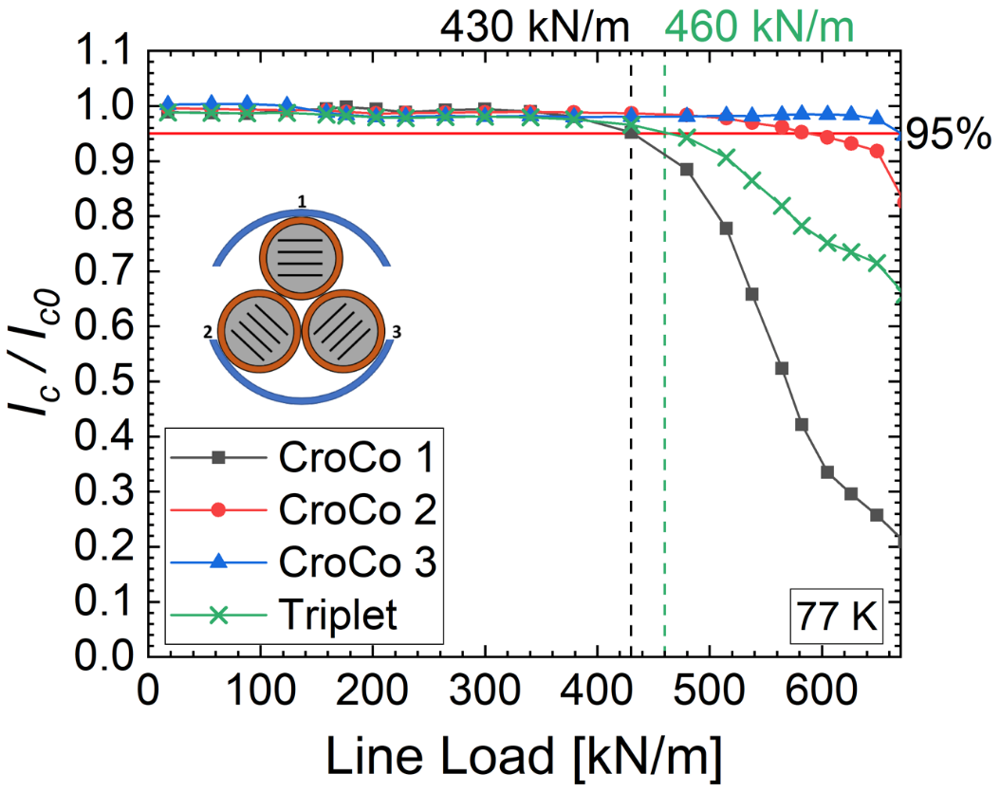 430 kN/m 460 kN/m
1.1
1.0
95%
0.9
0.8
0.7
0.6
0.5
0.4
0.3
0.2
0.1
0.0
I_c / I_c0
1
2 3
CroCo 1
CroCo 2
CroCo 3
Triplet
77 K
0 100 200 300 400 500 600
Line Load [kN/m]